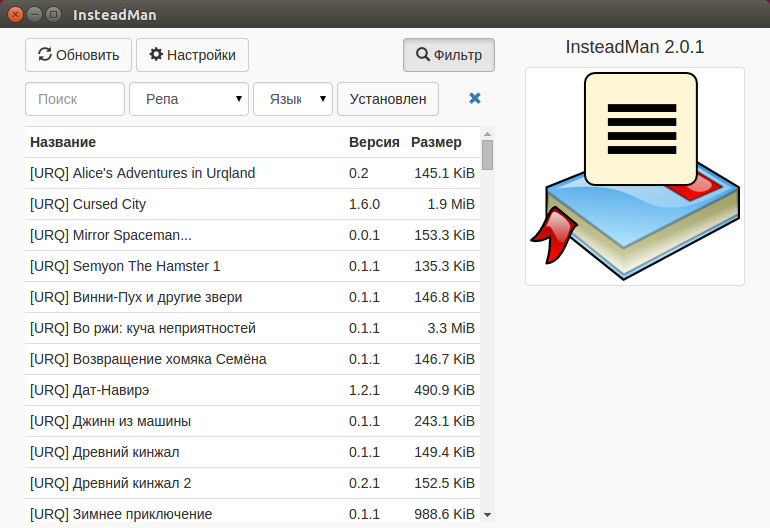 InsteadMan
Обновить Настройки Фильтр
Поиск Репа Язык Установлен
Название Версия Размер
[URQ] Alice's Adventures in Urqland 0.2 145.1 KiB
[URQ] Cursed City 1.6.0 1.9 MiB
[URQ] Mirror Spaceman... 0.0.1 153.3 KiB
[URQ] Semyon The Hamster 1 0.1.1 135.3 KiB
[URQ] Винни-Пух и другие звери 0.1.1 146.8 KiB
[URQ] Во ржи: куча неприятностей 0.1.1 3.3 MiB
[URQ] Возвращение хомяка Семёна 0.1.1 146.7 KiB
[URQ] Дат-Навирэ 1.2.1 490.9 KiB
[URQ] Джинн из машины 0.1.1 243.1 KiB
[URQ] Древний кинжал 0.1.1 149.4 KiB
[URQ] Древний кинжал 2 0.2.1 152.5 KiB
[URQ] Зимнее приключение 0.1.1 988.6 KiB
InsteadMan 2.0.1